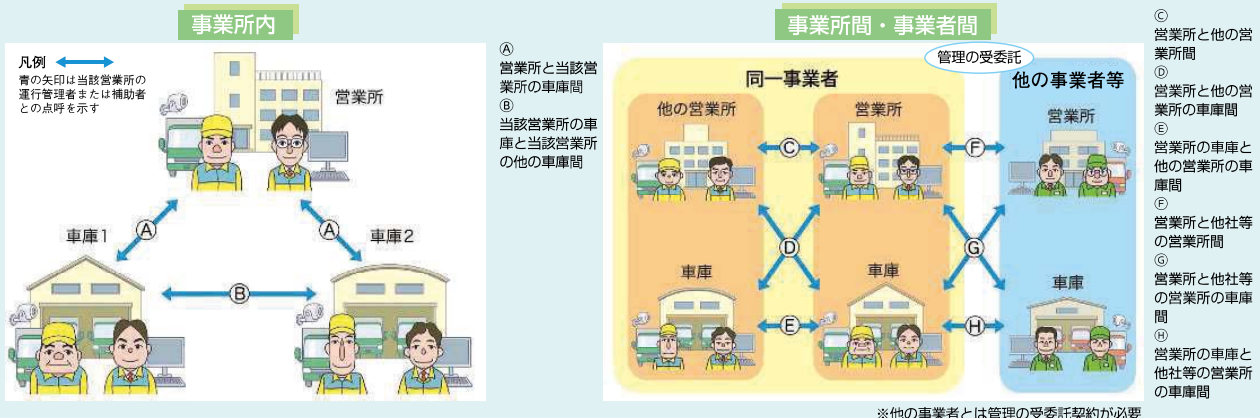 事業所内
凡例
青の矢印は当該営業所の
運行管理者または補助者
との点呼を示す
営業所
Ⓐ
Ⓐ
車庫1
車庫2
Ⓑ
Ⓐ
営業所と当該営
業所の車庫間
Ⓑ
当該営業所の車
庫と当該営業所
の他の車庫間
事業所間・事業者間
管理の受委託
同一事業者
他の事業者等
他の営業所
営業所
営業所
Ⓒ
Ⓕ
Ⓓ
Ⓖ
車庫
車庫
車庫
Ⓔ
Ⓗ
※他の事業者とは管理の受委託契約が必要
Ⓒ
営業所と他の営
業所間
Ⓓ
営業所と他の営
業所の車庫間
Ⓔ
営業所の車庫と
他の営業所の車
庫間
Ⓕ
営業所と他社等
の営業所間
Ⓖ
営業所と他社等
の営業所の車庫
間
Ⓗ
営業所の車庫と
他社等の営業所
の車庫間